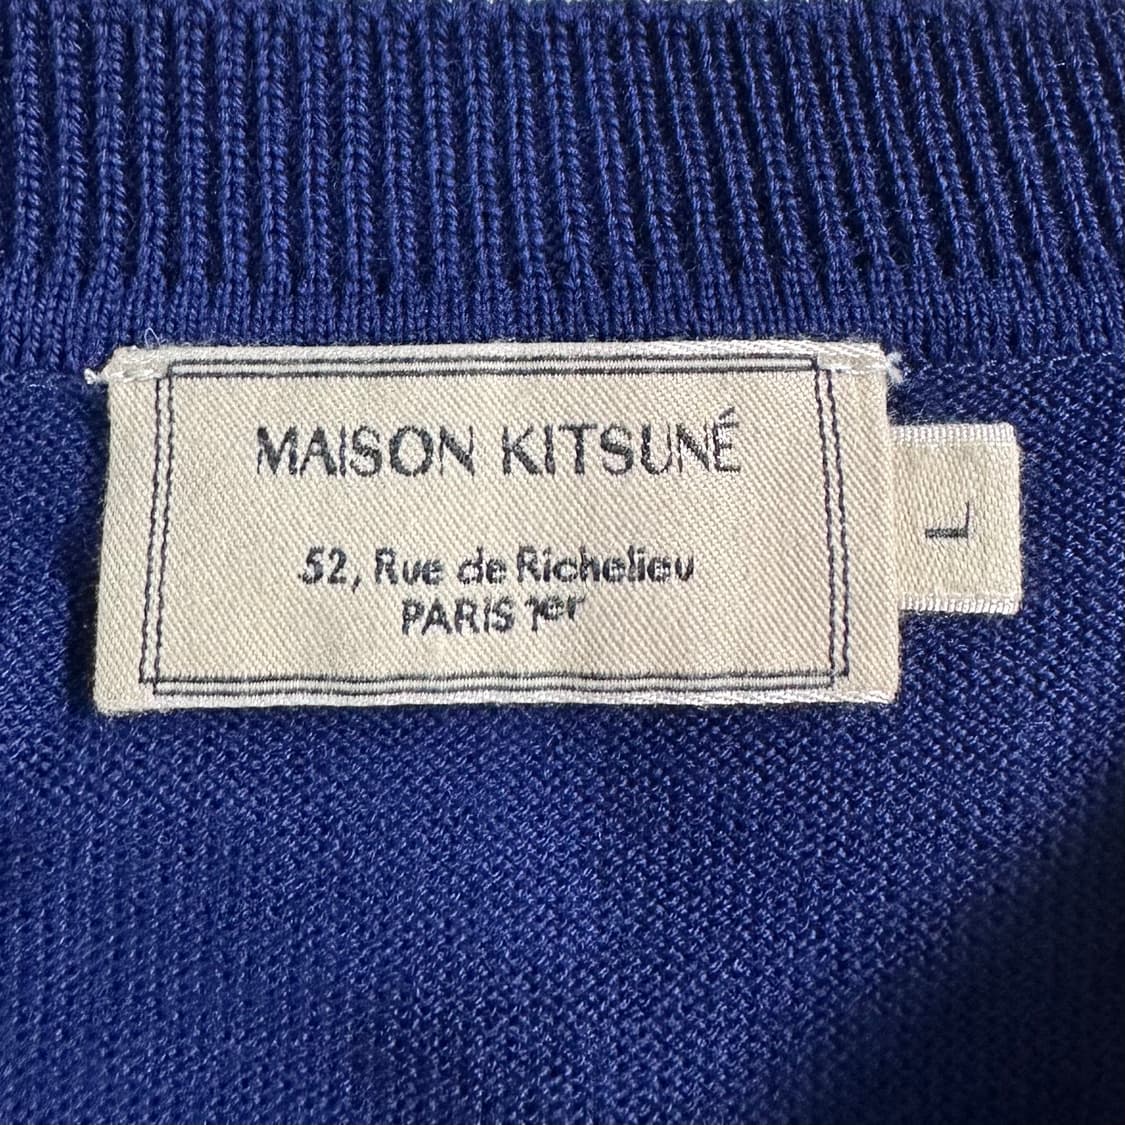 MAISON KITSUNÉ
52, Rue de Richelieu
PARIS 1er
L